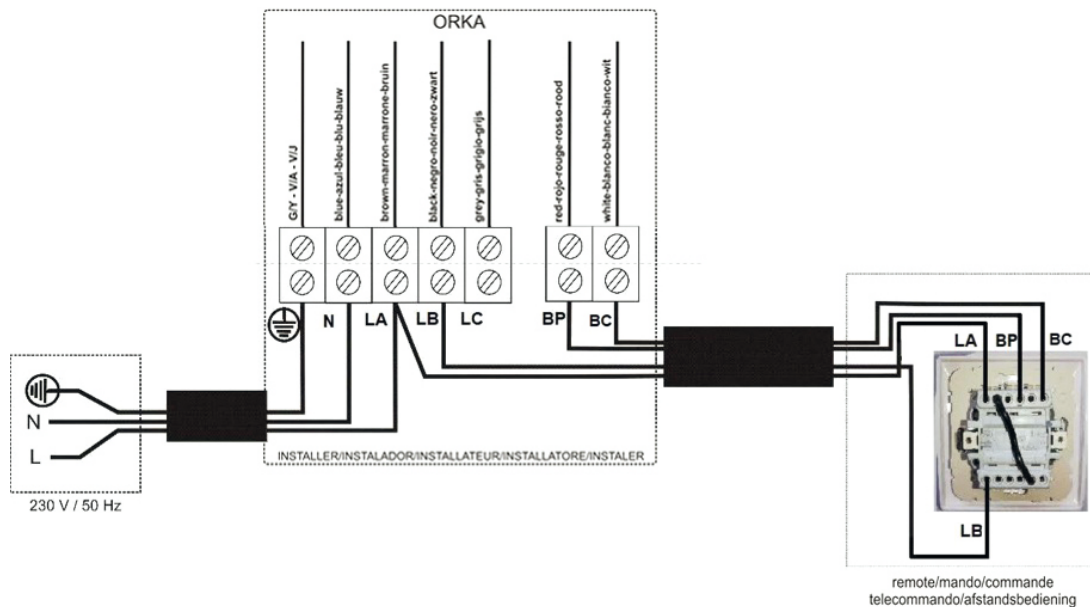 ORKA
G/Y - V/A - V/J
blue-azul-bleu-blu-blauw
brown-marron-marrone-bruin
black-negro-noir-nero-zwart
grey-gris-grigio-grijs
red-rojo-rouge-rosso-rood
white-blanco-blanc-bianco-wit
N
LA
LB
LC
BP
BC
N
L
230 V / 50 Hz
INSTALLER/INSTALADOR/INSTALLATEUR/INSTALLATORE/INSTALER
LA
BP
BC
LB
remote/mando/commande
telecommando/afstandsbediening